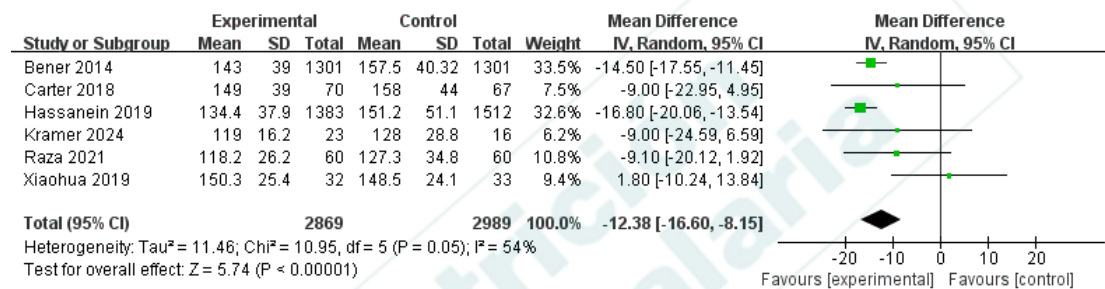 Experimental Control Mean Difference Mean Difference
Study or Subgroup Mean SD Total Mean SD Total Weight IV, Random, 95% CI IV, Random, 95% CI
Bener 2014 143 39 1301 157.5 40.32 1301 33.5% -14.50 [-17.55, -11.45]
Carter 2018 149 39 70 158 44 67 7.5% -9.00 [-22.95, 4.95]
Hassanein 2019 134.4 37.9 1383 151.2 51.1 1512 32.6% -16.80 [-20.06, -13.54]
Kramer 2024 119 16.2 23 128 28.8 16 6.2% -9.00 [-24.59, 6.59]
Raza 2021 118.2 26.2 60 127.3 34.8 60 10.8% -9.10 [-20.12, 1.92]
Xiaohua 2019 150.3 25.4 32 148.5 24.1 33 9.4% 1.80 [-10.24, 13.84]
Total (95% CI) 2869 2989 100.0% -12.38 [-16.60, -8.15]
Heterogeneity: Tau² = 11.46; Chi² = 10.95, df = 5 (P = 0.05); I² = 54%
Test for overall effect: Z = 5.74 (P < 0.00001)
-20 -10 0 10 20
Favours [experimental] Favours [control]